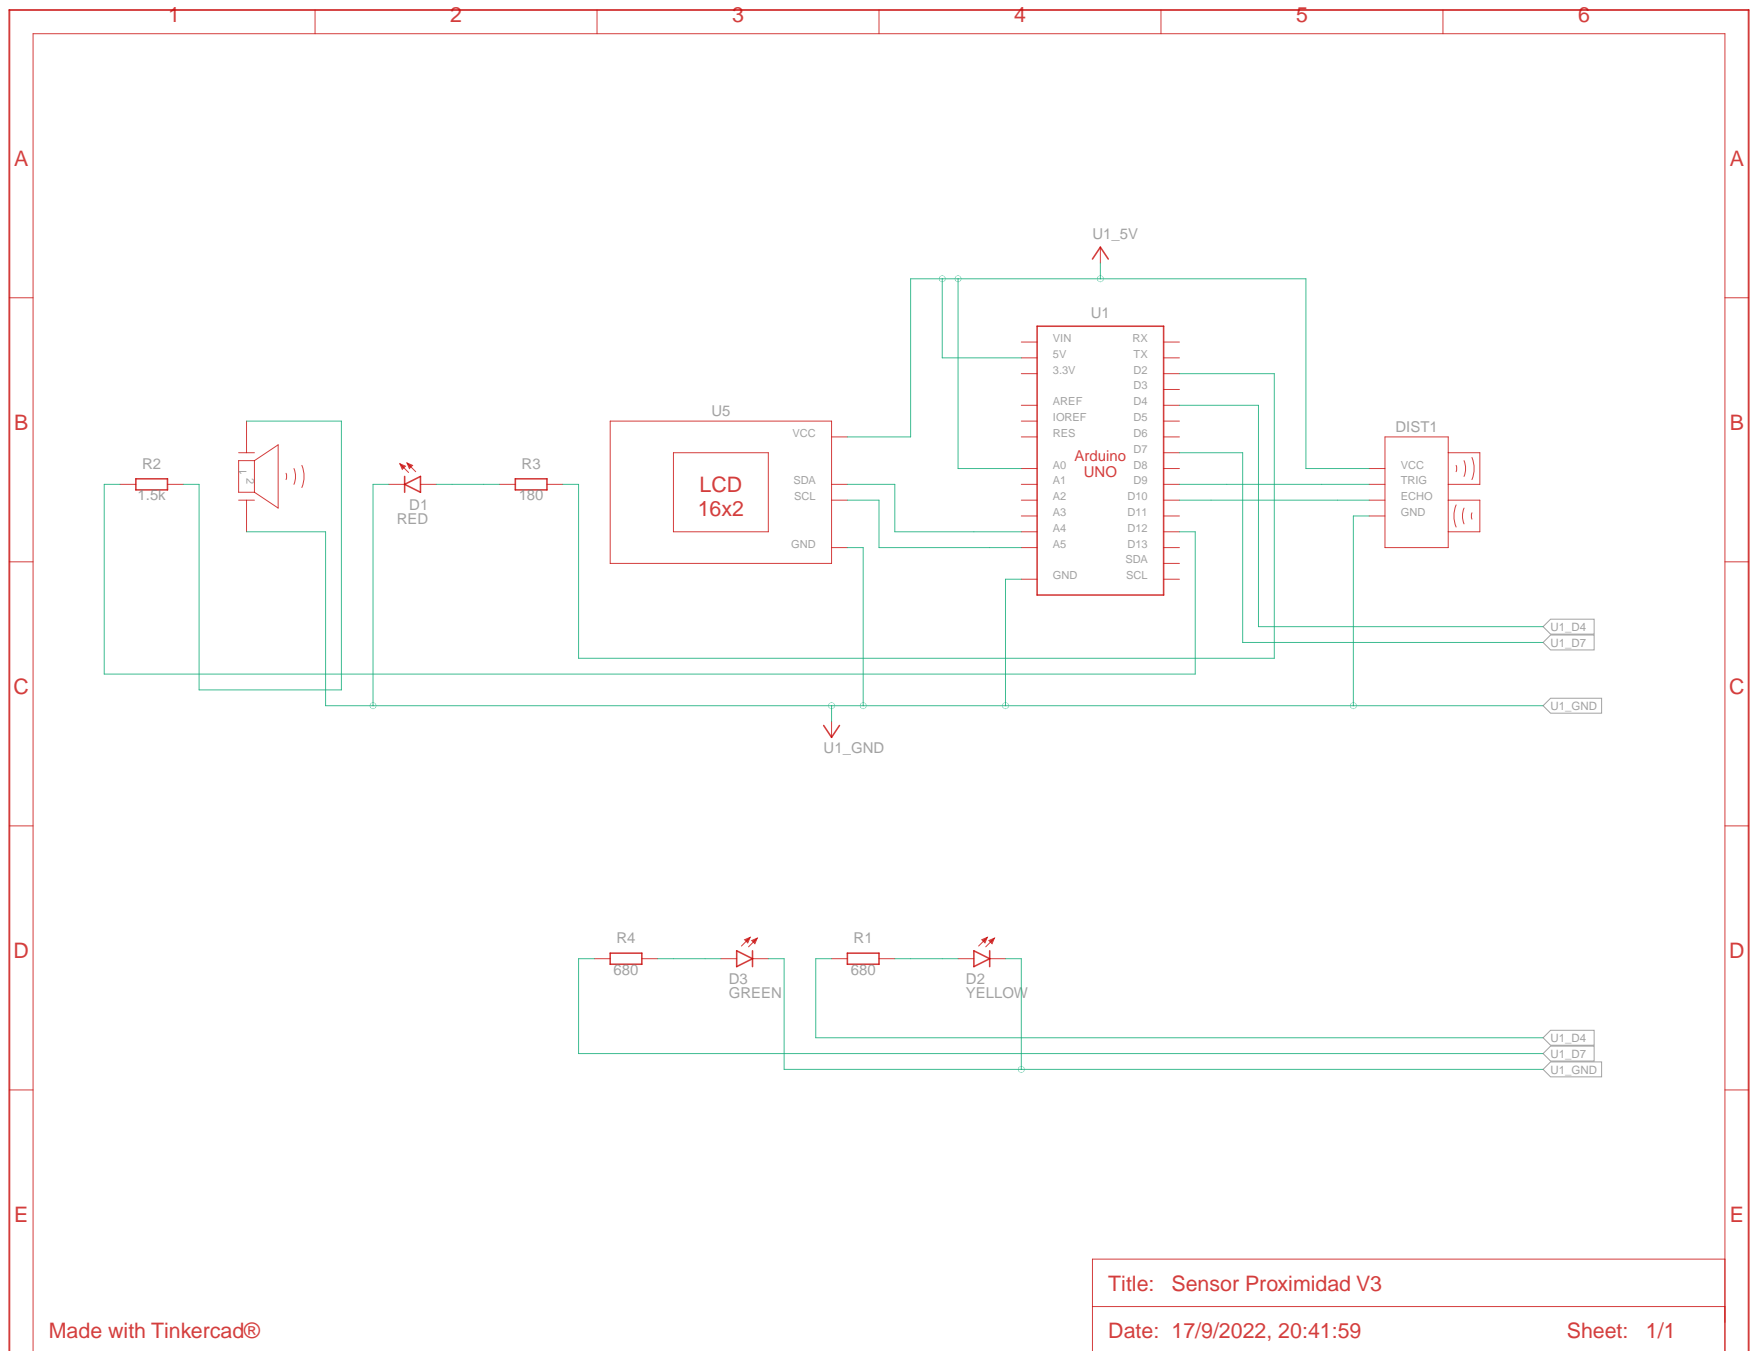 1 2 3 4 5 6
A A
U1_5V
U1
VIN RX
5V TX
3.3V D2
D3
AREF D4
IOREF D5
RES D6
D7
A0 D8
A1 D9
A2 D10
A3 D11
A4 D12
A5 D13
SDA
GND SCL
Arduino
UNO
B B
U5
VCC
SDA
SCL
GND
LCD
16x2
DIST1
VCC
TRIG
ECHO
GND
R2
1.5k
1
2
D1
RED
R3
180
U1_D4
U1_D7
C C
U1_GND
U1_GND
D D
R4
680
D3
GREEN
R1
680
D2
YELLOW
U1_D4
U1_D7
U1_GND
E E
Title: Sensor Proximidad V3
Made with Tinkercad®
Date: 17/9/2022, 20:41:59 Sheet: 1/1